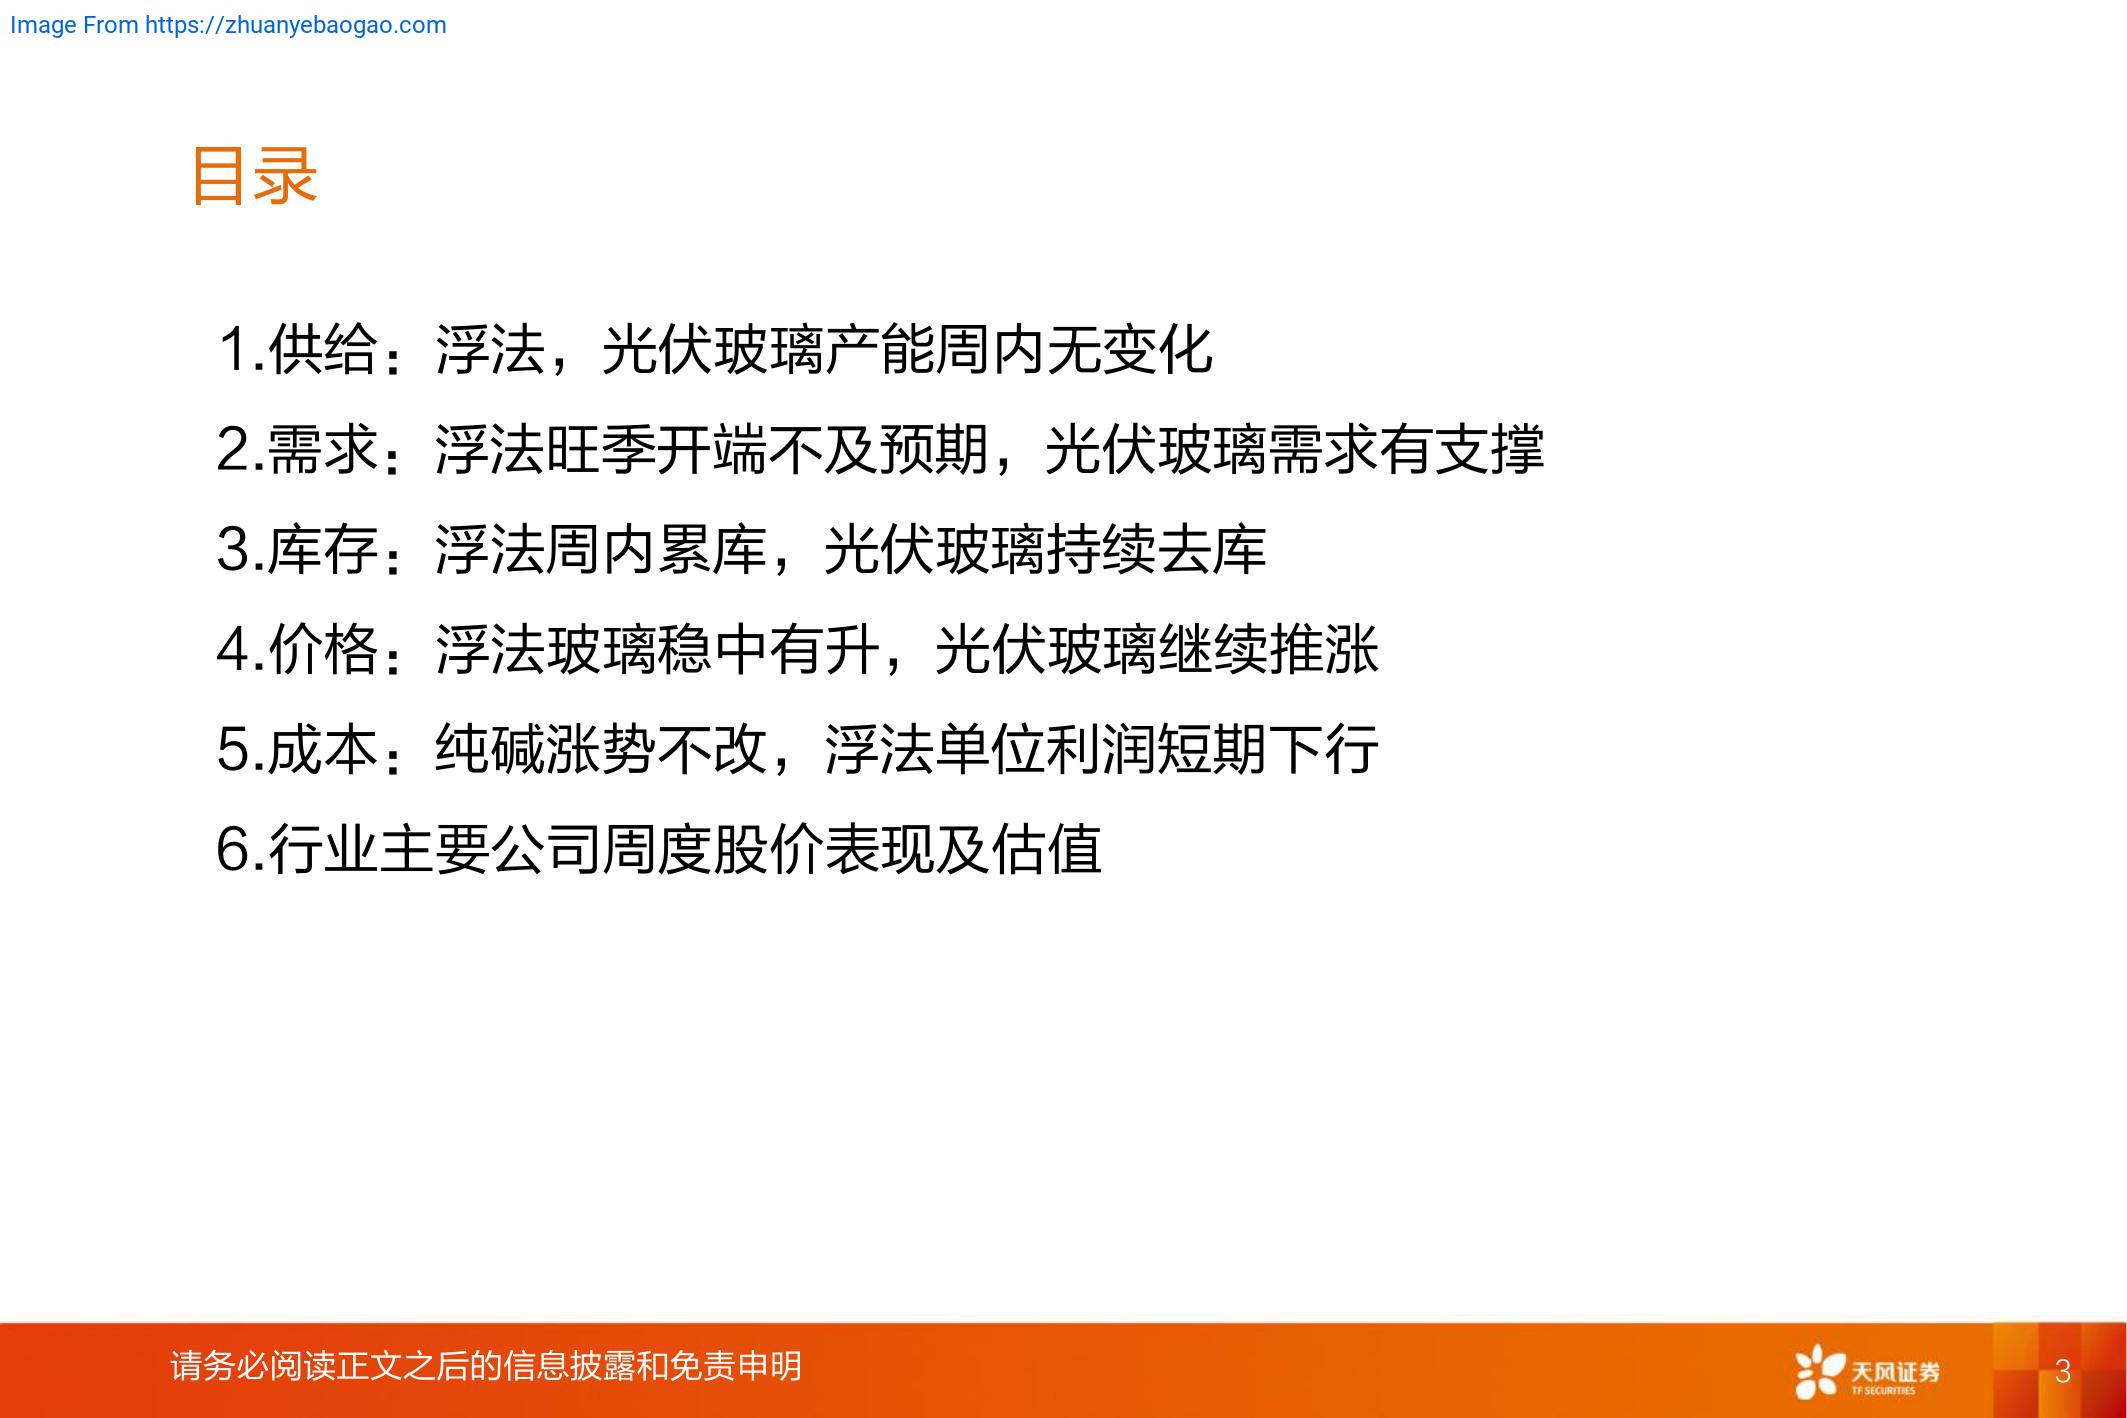 Image From https://zhuanyebaogao.com
目录
1.供给：浮法，光伏玻璃产能周内无变化
2.需求：浮法旺季开端不及预期，光伏玻璃需求有支撑
3.库存：浮法周内累库，光伏玻璃持续去库
4.价格：浮法玻璃稳中有升，光伏玻璃继续推涨
5.成本：纯碱涨势不改，浮法单位利润短期下行
6.行业主要公司周度股价表现及估值
请务必阅读正文之后的信息披露和免责申明
天风证券
TF SECURITIES
3